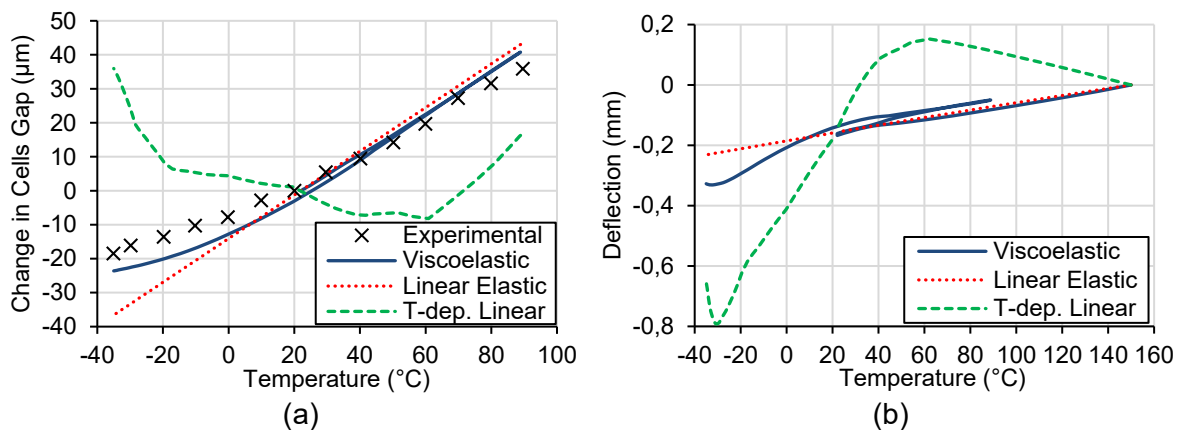 Change in Cells Gap (µm)
50
40
30
20
10
0
-10
-20
-30
-40
-40 -20 0 20 40 60 80 100
Temperature (°C)
Experimental
Viscoelastic
Linear Elastic
T-dep. Linear
(a)
Deflection (mm)
0,2
0
-0,2
-0,4
-0,6
-0,8
-40 -20 0 20 40 60 80 100 120 140 160
Temperature (°C)
Viscoelastic
Linear Elastic
T-dep. Linear
(b)